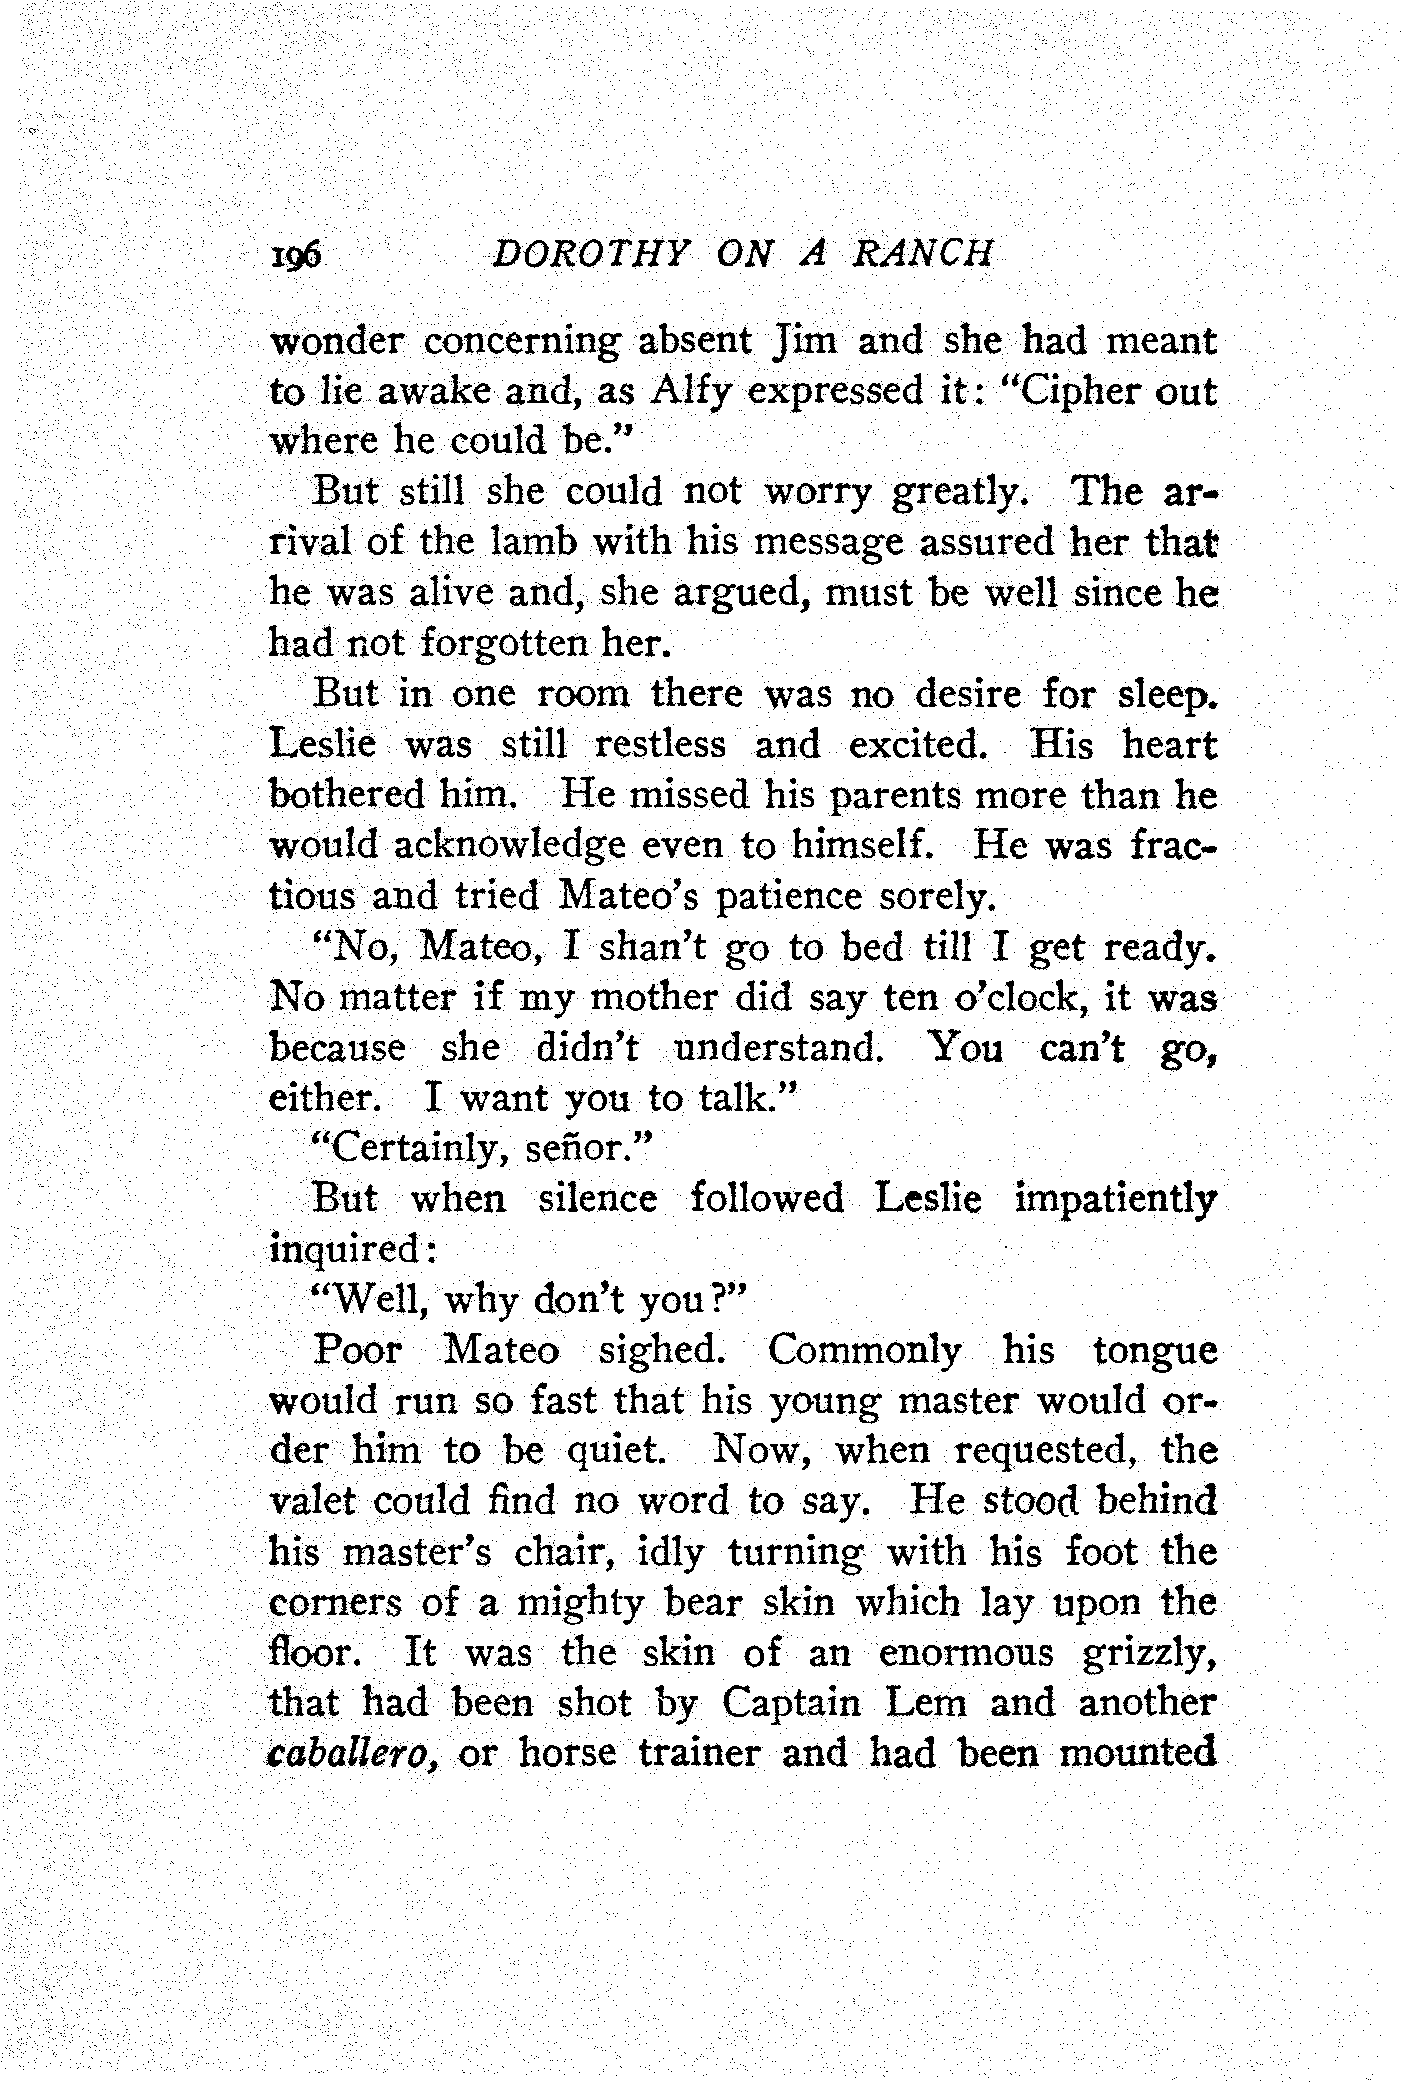 196 DOROTHY ON A RANCH
wonder concerning absent Jim and she had meant
to lie awake and, as Alfy expressed it: "Cipher out
where he could be."
But still she could not worry greatly. The ar-
rival of the lamb with his message assured her that
he was alive and, she argued, must be well since he
had not forgotten her.
But in one room there was no desire for sleep.
Leslie was still restless and excited. His heart
bothered him. He missed his parents more than he
would acknowledge even to himself. He was frac-
tious and tried Mateo's patience sorely.
"No, Mateo, I shan't go to bed till I get ready.
No matter if my mother did say ten o'clock, it was
because she didn't understand. You can't go,
either. I want you to talk."
"Certainly, señor."
But when silence followed Leslie impatiently
inquired:
"Well, why don't you?"
Poor Mateo sighed. Commonly his tongue
would run so fast that his young master would or-
der him to be quiet. Now, when requested, the
valet could find no word to say. He stood behind
his master's chair, idly turning with his foot the
corners of a mighty bear skin which lay upon the
floor. It was the skin of an enormous grizzly,
that had been shot by Captain Lem and another
caballero, or horse trainer and had been mounted